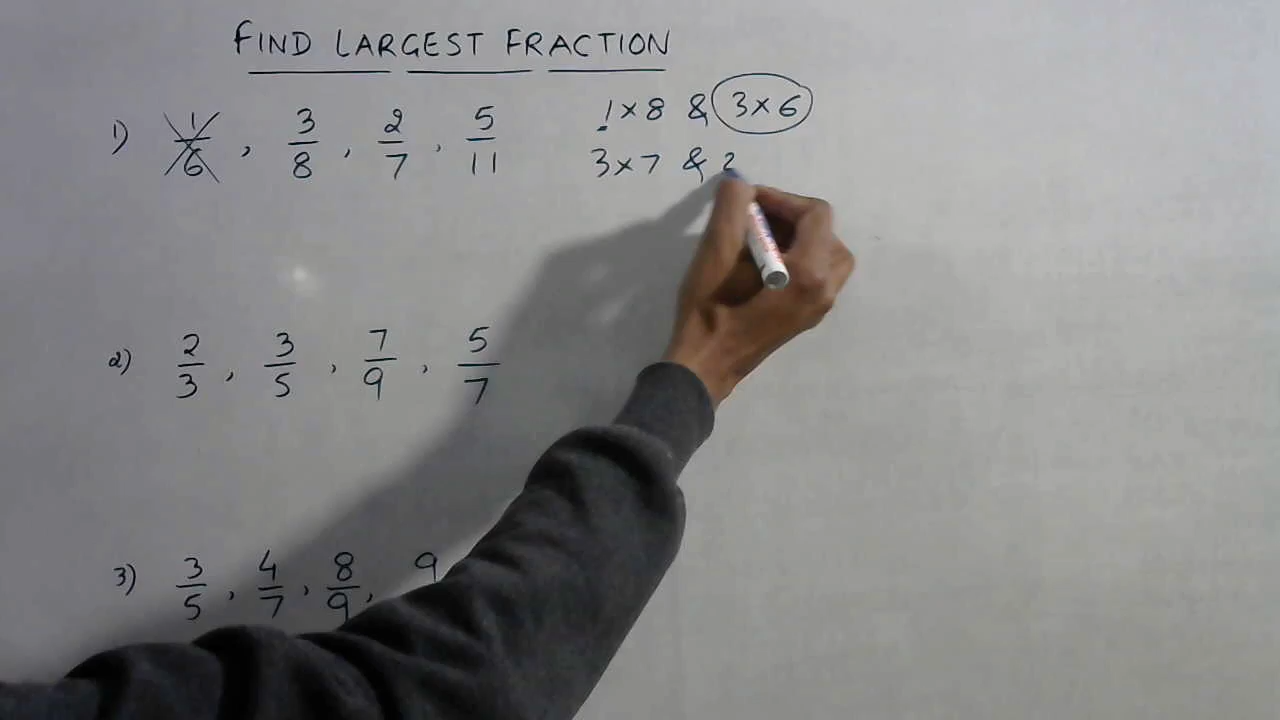 FIND LARGEST FRACTION
1) 1/6 , 3/8 , 2/7 , 5/11
1 × 8 & 3 × 6
3 × 7 & 2
2) 2/3 , 3/5 , 7/9 , 5/7
3) 3/5 , 4/7 , 8/9 , 9